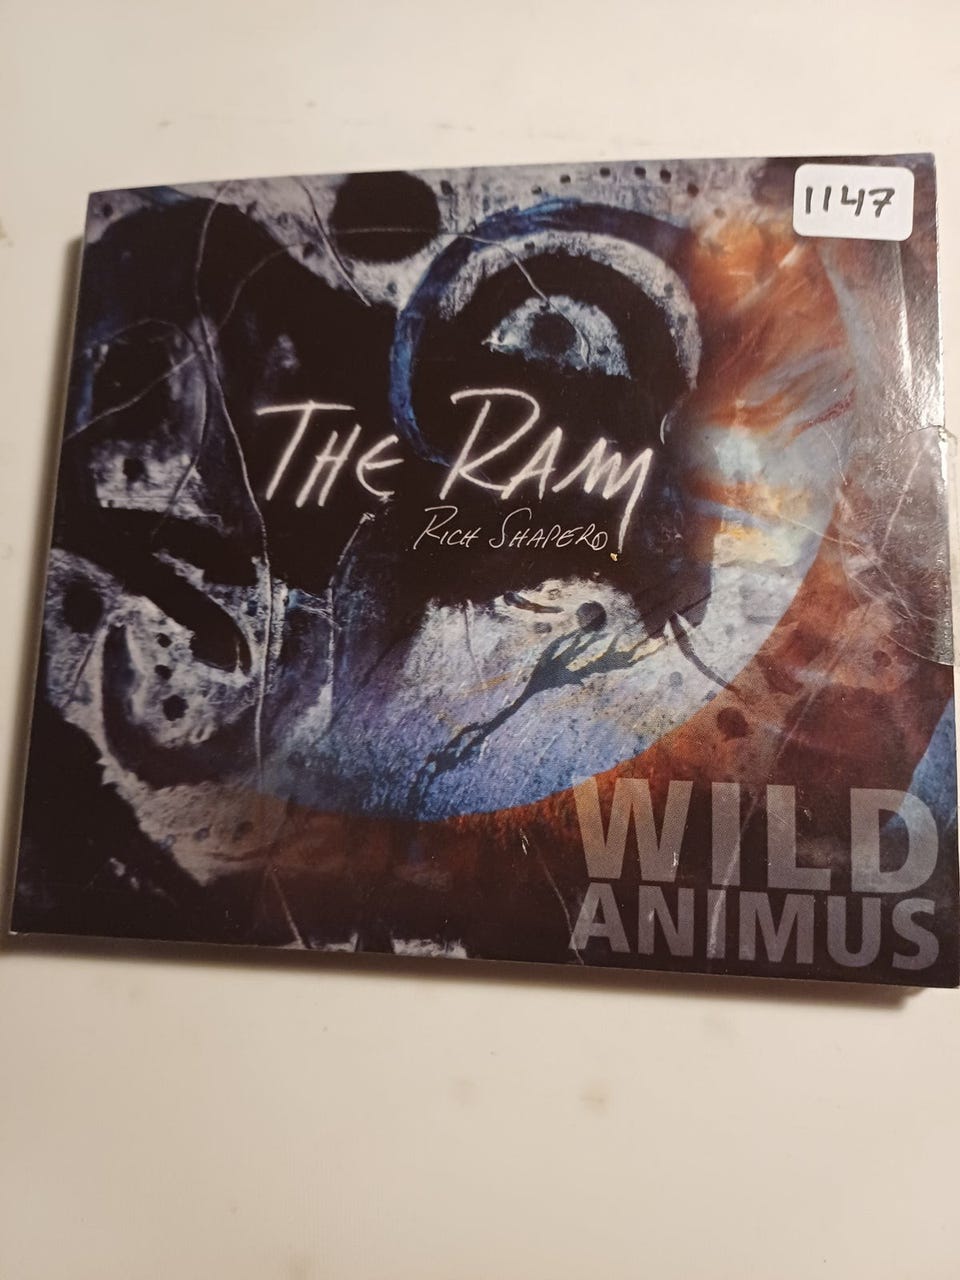 1147
THE RAM
RICH SHAPERO
WILD
ANIMUS